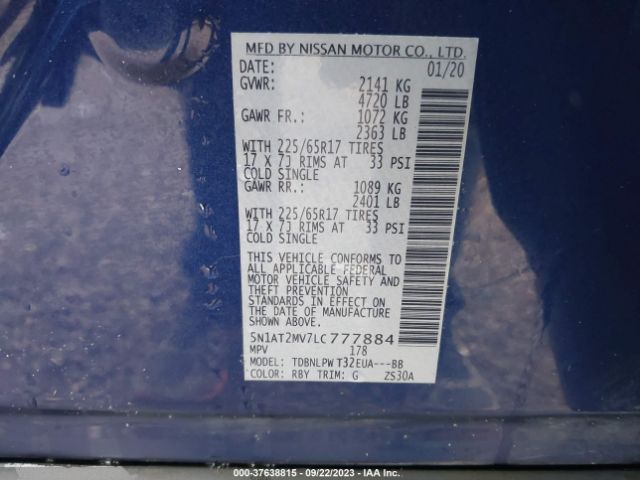 MFD BY NISSAN MOTOR CO., LTD.
DATE: 01/20
GVWR: 2141 KG
4720 LB
GAWR FR.: 1072 KG
2363 LB
WITH 225/65R17 TIRES
17 X 7J RIMS AT 33 PSI
COLD SINGLE
GAWR RR.: 1089 KG
2401 LB
WITH 225/65R17 TIRES
17 X 7J RIMS AT 33 PSI
COLD SINGLE
THIS VEHICLE CONFORMS TO
ALL APPLICABLE FEDERAL
MOTOR VEHICLE SAFETY AND
THEFT PREVENTION
STANDARDS IN EFFECT ON
THE DATE OF MANUFACTURE
SHOWN ABOVE.
5N1AT2MV7LC777884
MPV 178
MODEL: TDBNLPW T32EUA---BB
COLOR: RBY TRIM: G ZS30A
000-37638815 - 09/22/2023 - IAA Inc.